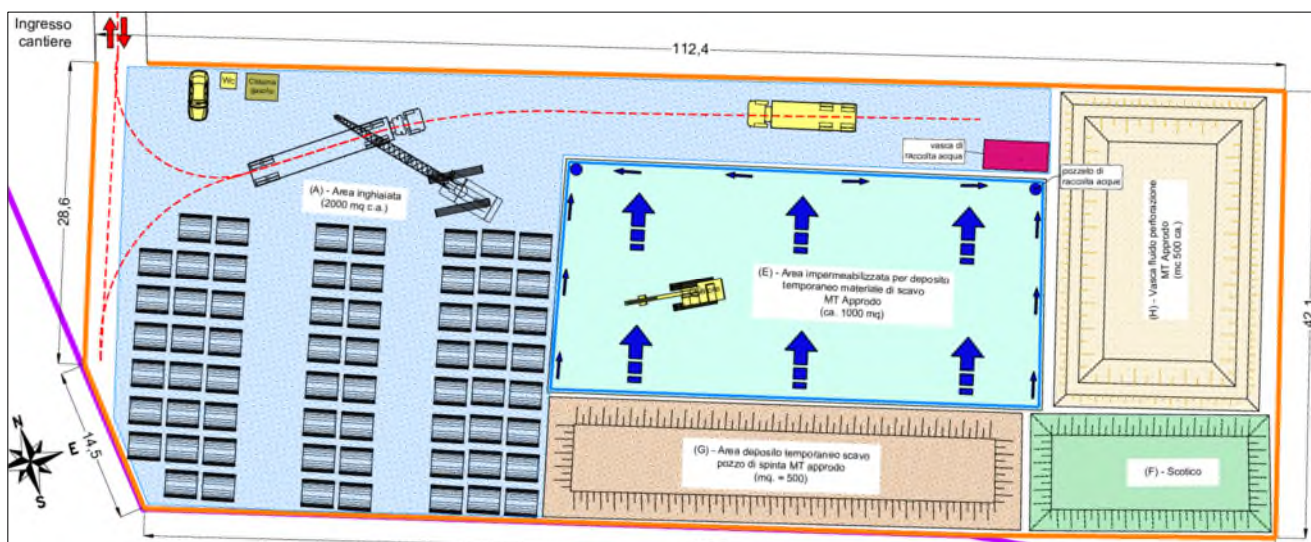 Ingresso
cantiere
112,4
Wc
Cisterna
gasolio
28,6
(A) - Area inghiaiata
(2000 mq c.a.)
vasca di
raccolta acqua
pozzeto di
raccolta acque
(E) - Area impermeabilizzata per deposito
temporaneo materiale di scavo
MT Approdo
(ca. 1000 mq)
(H) - Vasca fluido perforazione
MT Approdo
(mc 500 ca.)
42,1
14,5
N
E
S
(G) - Area deposito temporaneo scavo
pozzo di spinta MT approdo
(mq. = 500)
(F) - Scotico